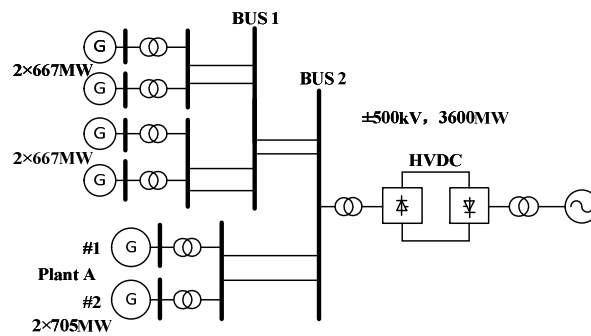 BUS 1
G
2×667MW
G
BUS 2
G
±500kV, 3600MW
2×667MW
HVDC
G
#1
G
Plant A
#2
G
2×705MW